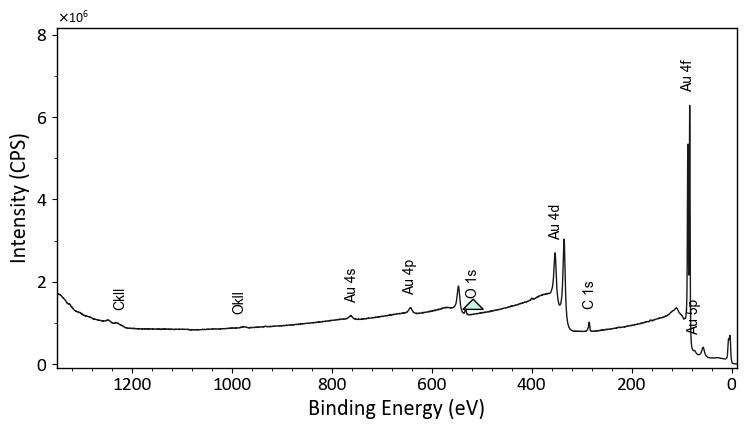 ×10⁶
8
6
4
2
0
Intensity (CPS)
Ckll
Okll
Au 4s
Au 4p
O 1s
Au 4d
C 1s
Au 4f
Au 5p
1200
1000
800
600
400
200
0
Binding Energy (eV)